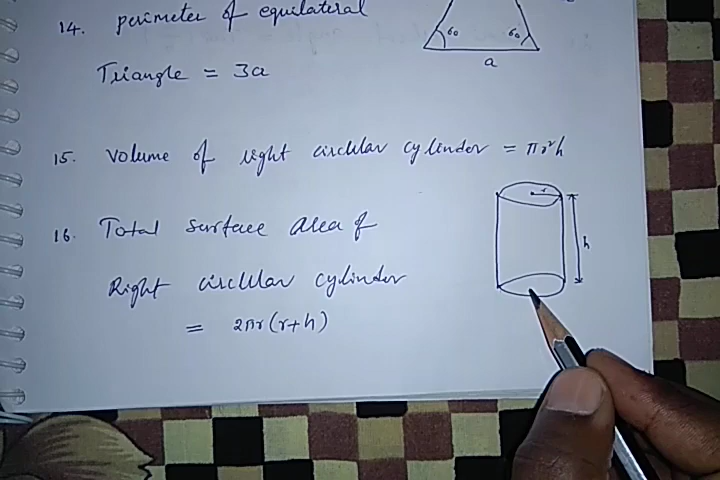 14. perimeter of equilateral
Triangle = 3a
60 60
a
15. Volume of right circular cylinder = πr²h
16. Total surface area of
Right circular cylinder
= 2πr(r+h)
r
h